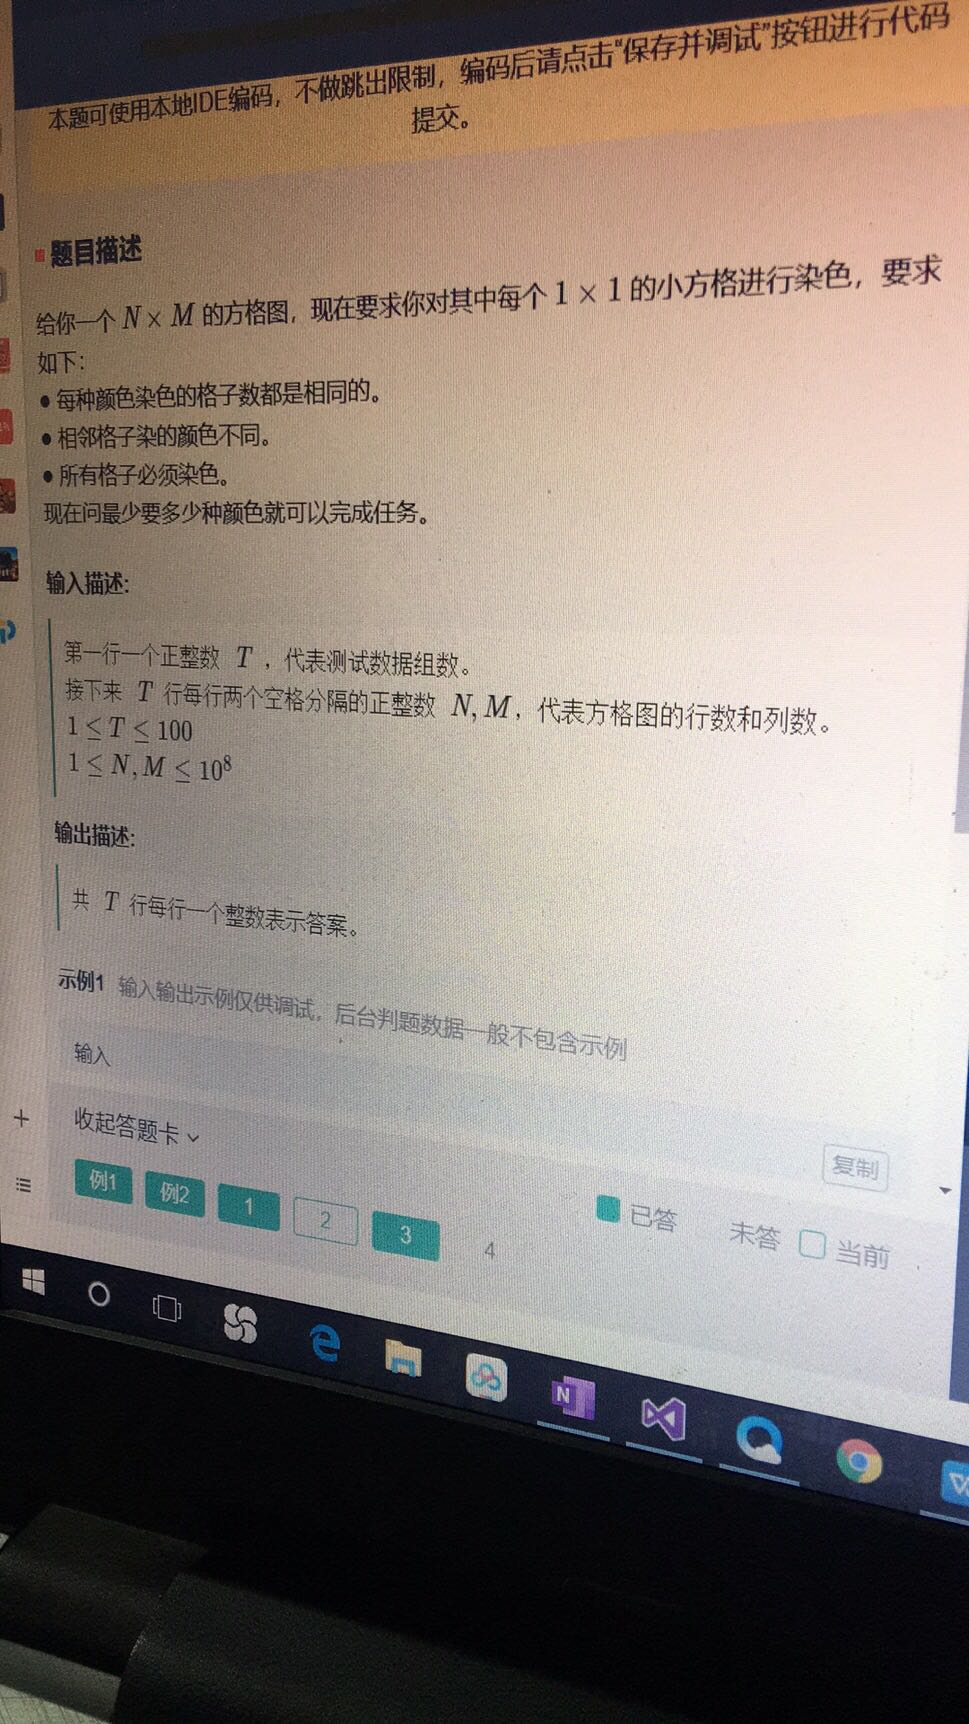 本题可使用本地IDE编码，不做跳出限制，编码后请点击“保存并调试”按钮进行代码
提交。
题目描述
给你一个 N × M 的方格图，现在要求你对其中每个 1 × 1 的小方格进行染色，要求
如下：
● 每种颜色染色的格子数都是相同的。
● 相邻格子染的颜色不同。
● 所有格子必须染色。
现在问最少要多少种颜色就可以完成任务。
输入描述:
第一行一个正整数 T ，代表测试数据组数。
接下来 T 行每行两个空格分隔的正整数 N, M，代表方格图的行数和列数。
1 ≤ T ≤ 100
1 ≤ N, M ≤ 10⁸
输出描述:
共 T 行每行一个整数表示答案。
示例1 输入输出示例仅供调试，后台判题数据一般不包含示例
输入
复制
收起答题卡
例1 例2 1 2 3 4
已答 未答 当前